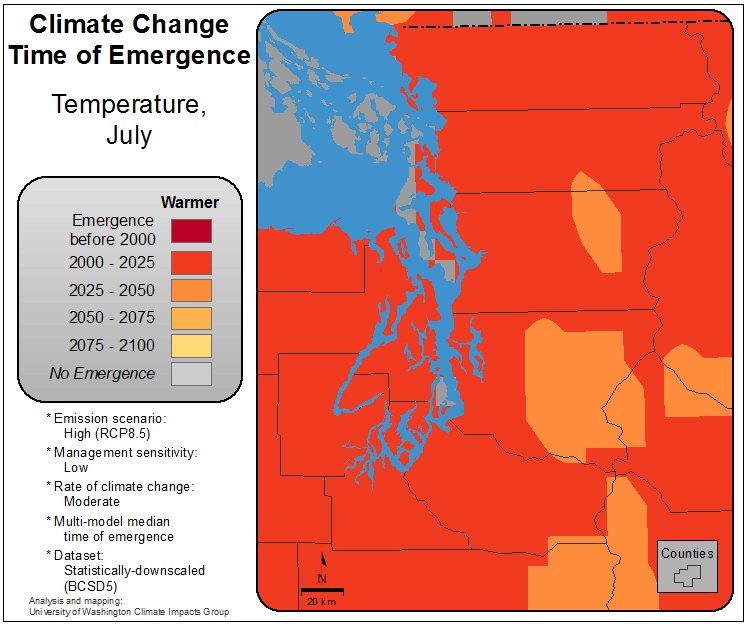 Climate Change
Time of Emergence
Temperature,
July
Warmer
Emergence
before 2000
2000 - 2025
2025 - 2050
2050 - 2075
2075 - 2100
No Emergence
* Emission scenario:
High (RCP8.5)
* Management sensitivity:
Low
* Rate of climate change:
Moderate
* Multi-model median
time of emergence
* Dataset:
Statistically-downscaled
(BCSD5)
Analysis and mapping:
University of Washington Climate Impacts Group
N
20 km
Counties